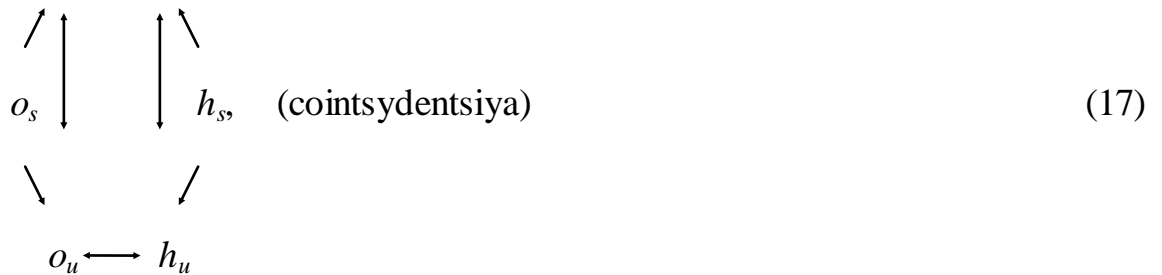 o_s h_s, (cointsydentsiya) (17)
o_u ⟷ h_u